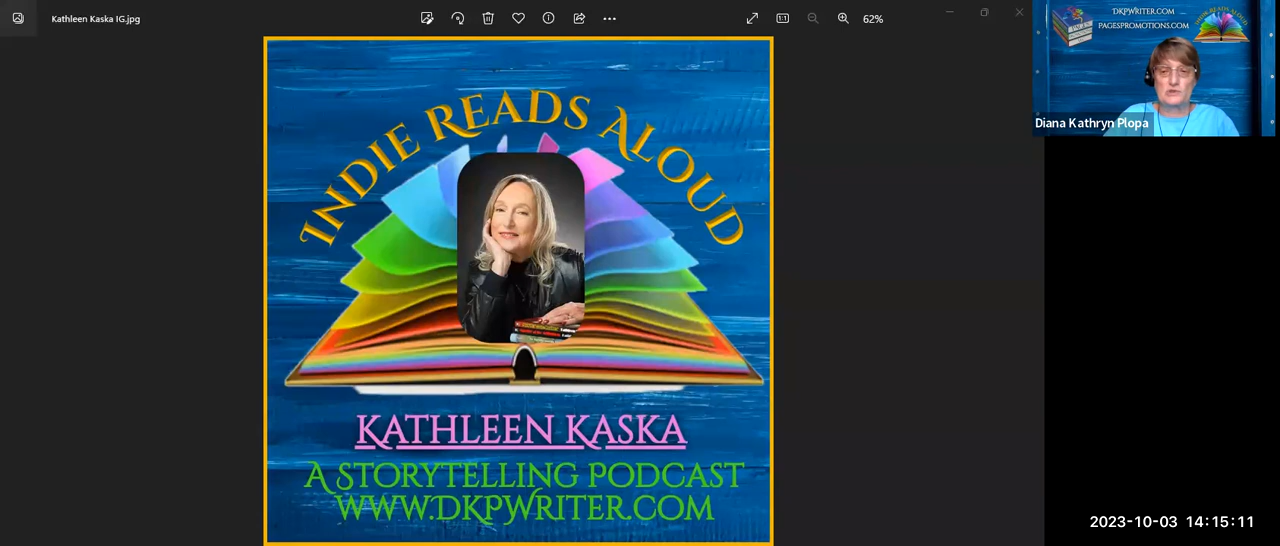 Kathleen Kaska IG.jpg
62%
DKPWRITER.COM
PAGESPROMOTIONS.COM
INDIE READS ALOUD
Diana Kathryn Plopa
INDIE READS ALOUD
KATHLEEN KASKA
A STORYTELLING PODCAST
WWW.DKPWRITER.COM
2023-10-03 14:15:11